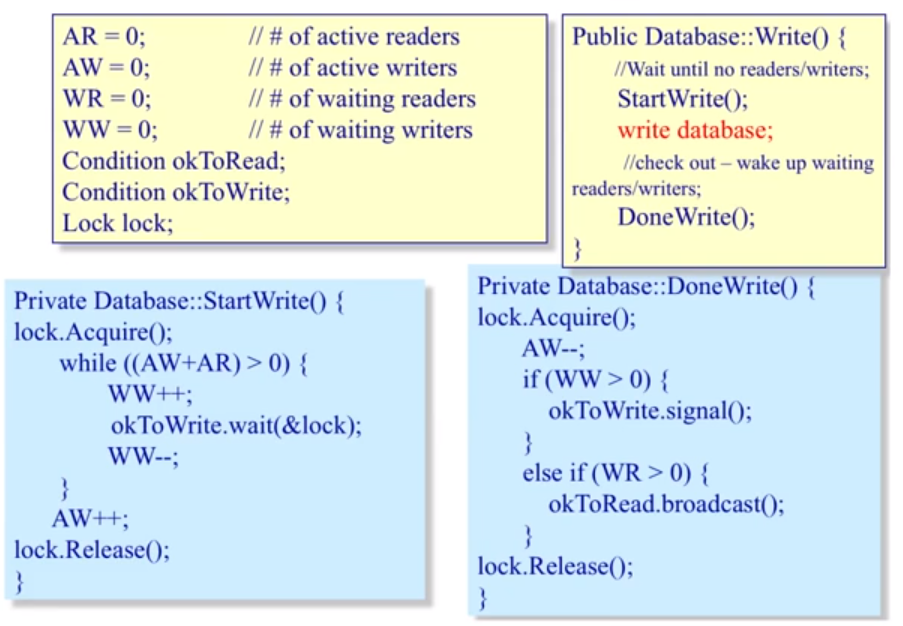 AR = 0; // # of active readers
AW = 0; // # of active writers
WR = 0; // # of waiting readers
WW = 0; // # of waiting writers
Condition okToRead;
Condition okToWrite;
Lock lock;
Public Database::Write() {
//Wait until no readers/writers;
StartWrite();
write database;
//check out – wake up waiting
readers/writers;
DoneWrite();
}
Private Database::StartWrite() {
lock.Acquire();
while ((AW+AR) > 0) {
WW++;
okToWrite.wait(&lock);
WW--;
}
AW++;
lock.Release();
}
Private Database::DoneWrite() {
lock.Acquire();
AW--;
if (WW > 0) {
okToWrite.signal();
}
else if (WR > 0) {
okToRead.broadcast();
}
lock.Release();
}